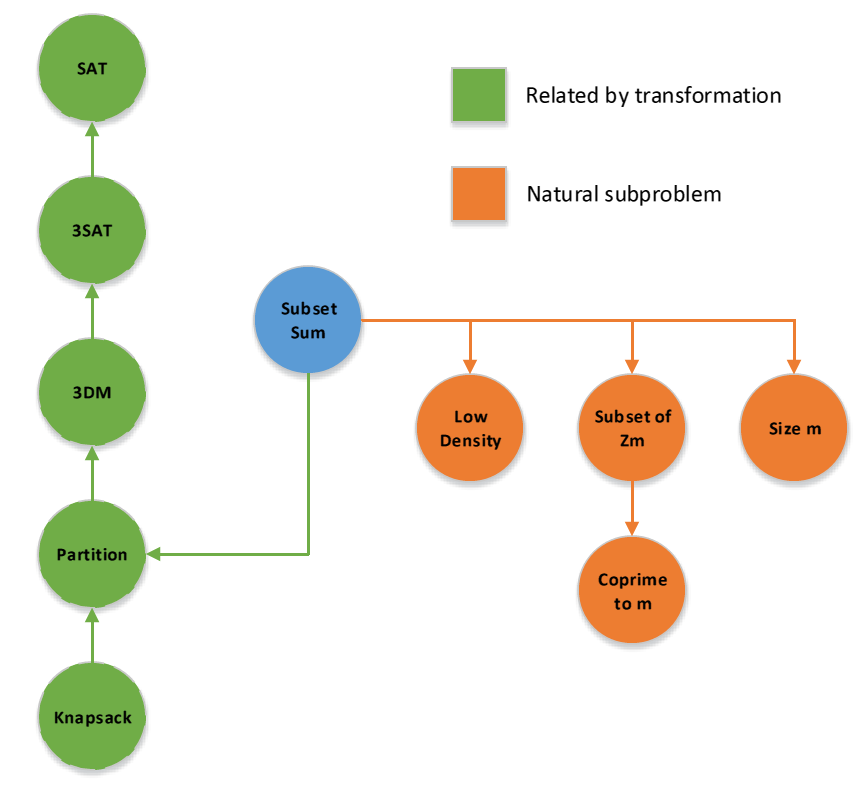 SAT
Related by transformation
3SAT
Natural subproblem
Subset
Sum
3DM
Low
Density
Subset of
Zm
Size m
Partition
Coprime
to m
Knapsack